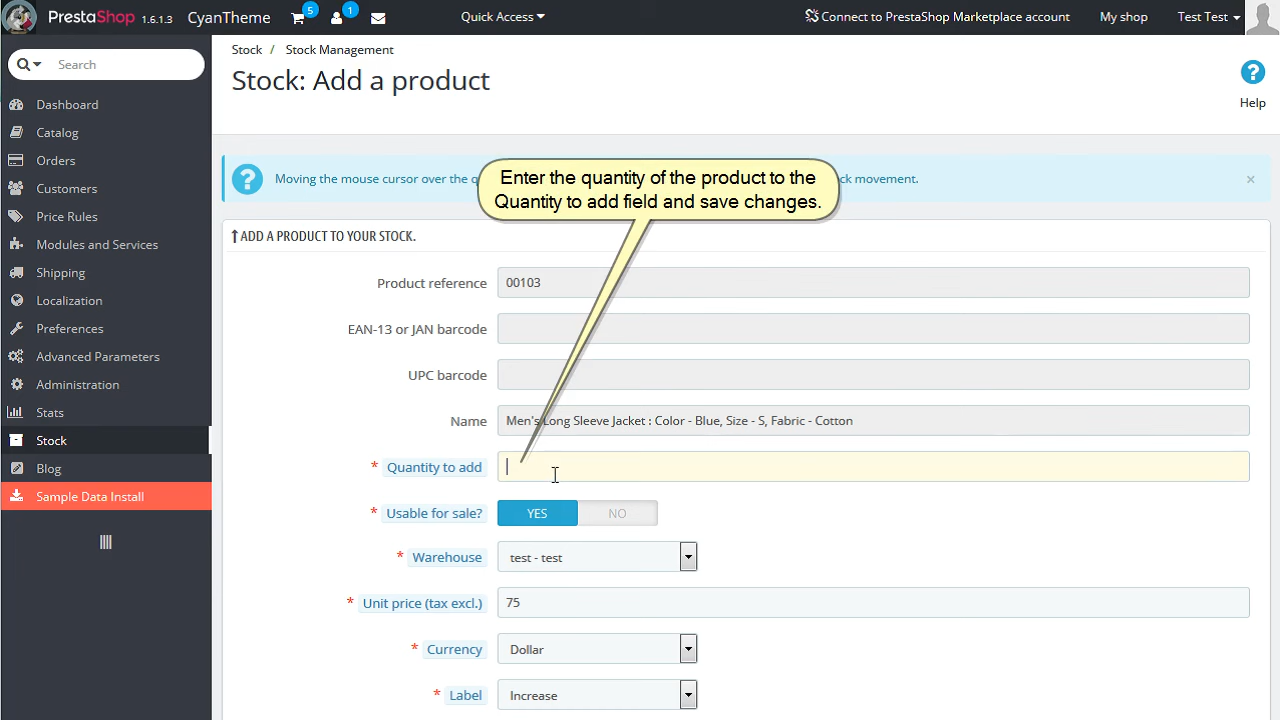 PrestaShop 1.6.1.3 CyanTheme 5 1 Quick Access Connect to PrestaShop Marketplace account My shop Test Test
Search
Dashboard
Catalog
Orders
Customers
Price Rules
Modules and Services
Shipping
Localization
Preferences
Advanced Parameters
Administration
Stats
Stock
Blog
Sample Data Install
Stock / Stock Management
Stock: Add a product
Help
Moving the mouse cursor over the ck movement. ×
Enter the quantity of the product to the
Quantity to add field and save changes.
ADD A PRODUCT TO YOUR STOCK.
Product reference 00103
EAN-13 or JAN barcode
UPC barcode
Name Men's Long Sleeve Jacket : Color - Blue, Size - S, Fabric - Cotton
* Quantity to add
* Usable for sale? YES NO
* Warehouse test - test
* Unit price (tax excl.) 75
* Currency Dollar
* Label Increase